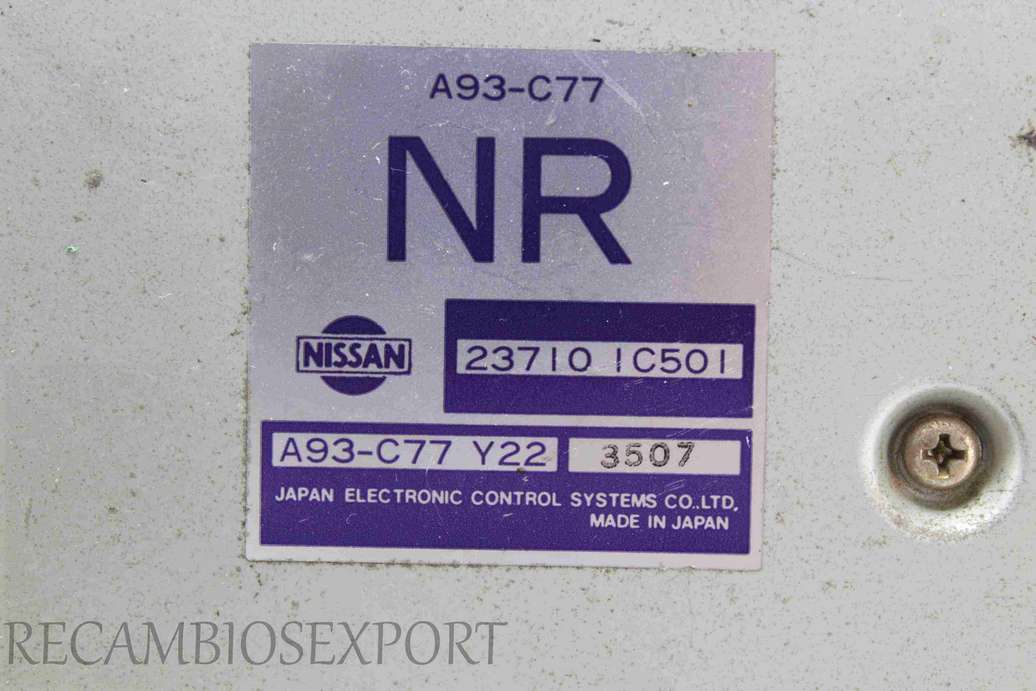 A93-C77
NR
NISSAN
23710 1C501
A93-C77 Y22
3507
JAPAN ELECTRONIC CONTROL SYSTEMS CO.,LTD.
MADE IN JAPAN
RECAMBIOSEXPORT